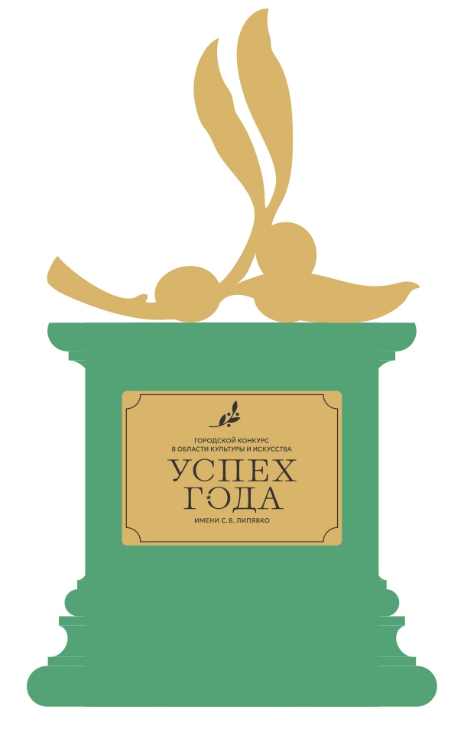 ГОРОДСКОЙ КОНКУРС
В ОБЛАСТИ КУЛЬТУРЫ И ИСКУССТВА
УСПЕХ
ГОДА
ИМЕНИ С.В. ЛИПЯВКО